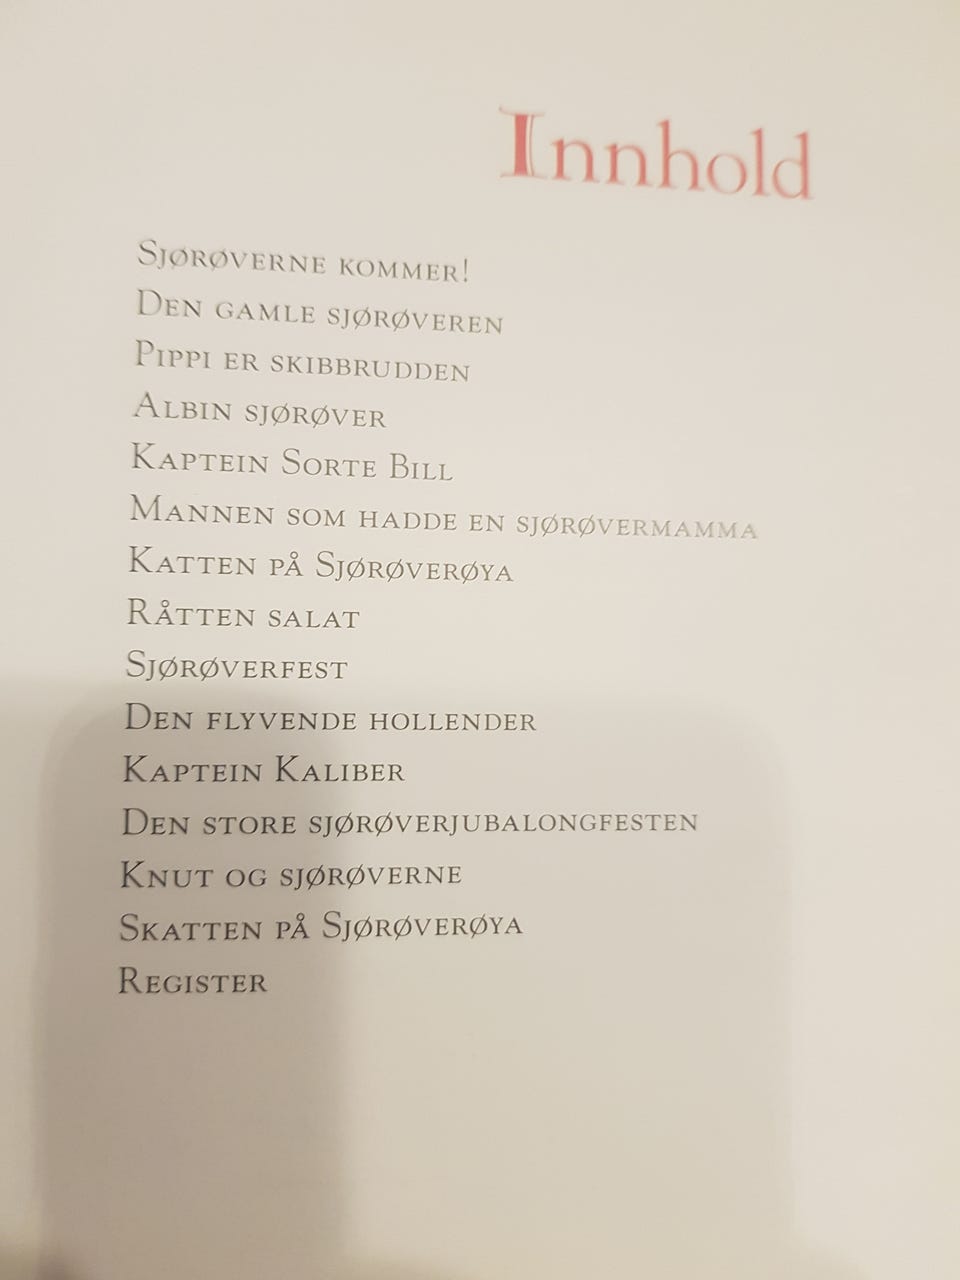 Innhold
Sjørøverne kommer!
Den gamle sjørøveren
Pippi er skibbrudden
Albin sjørøver
Kaptein Sorte Bill
Mannen som hadde en sjørøvermamma
Katten på Sjørøverøya
Råtten salat
Sjørøverfest
Den flyvende hollender
Kaptein Kaliber
Den store sjørøverjubalongfesten
Knut og sjørøverne
Skatten på Sjørøverøya
Register